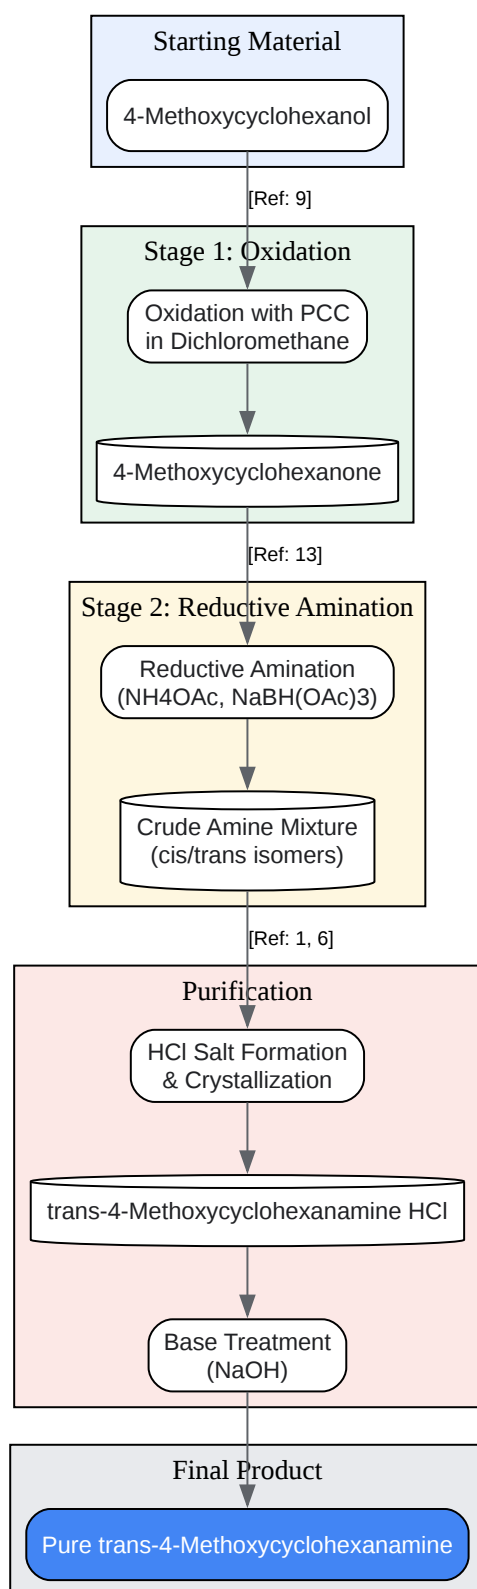 Starting Material
4-Methoxycyclohexanol
[Ref: 9]
Stage 1: Oxidation
Oxidation with PCC
in Dichloromethane
4-Methoxycyclohexanone
[Ref: 13]
Stage 2: Reductive Amination
Reductive Amination
(NH4OAc, NaBH(OAc)3)
Crude Amine Mixture
(cis/trans isomers)
[Ref: 1, 6]
Purification
HCl Salt Formation
& Crystallization
trans-4-Methoxycyclohexanamine HCl
Base Treatment
(NaOH)
Final Product
Pure trans-4-Methoxycyclohexanamine